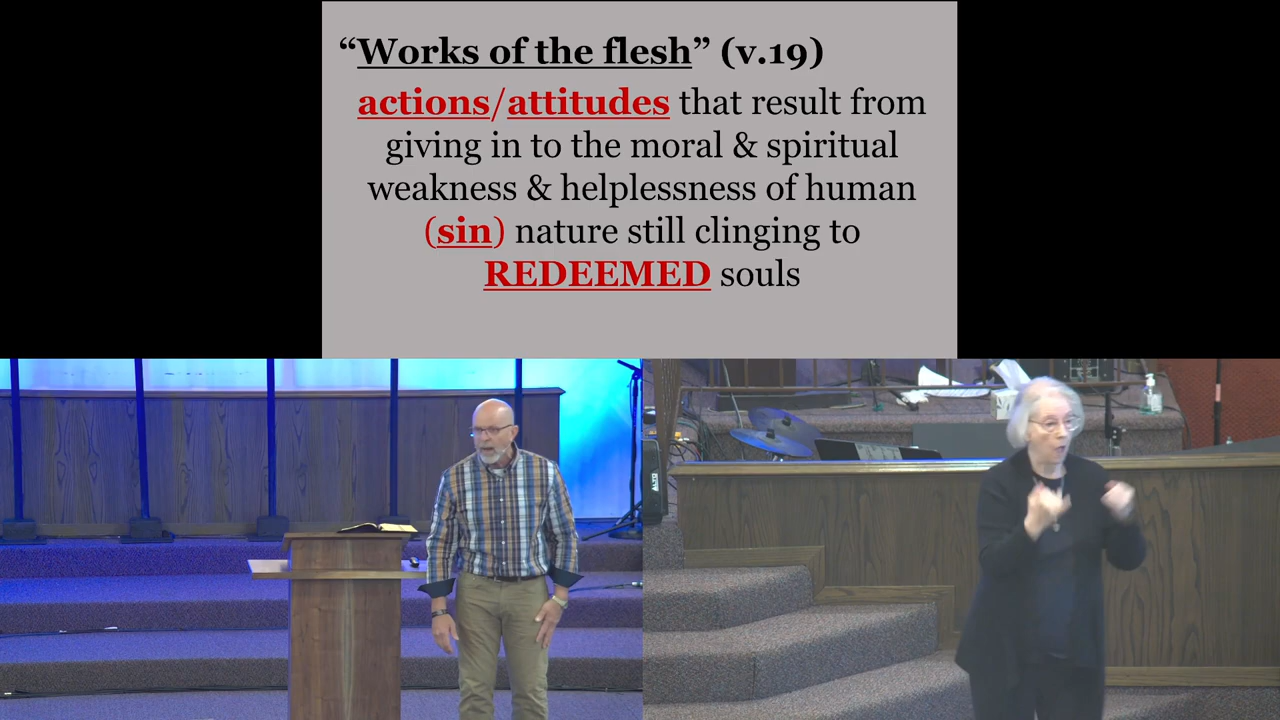 “Works of the flesh” (v.19)
actions/attitudes that result from
giving in to the moral & spiritual
weakness & helplessness of human
(sin) nature still clinging to
REDEEMED souls
ALTO